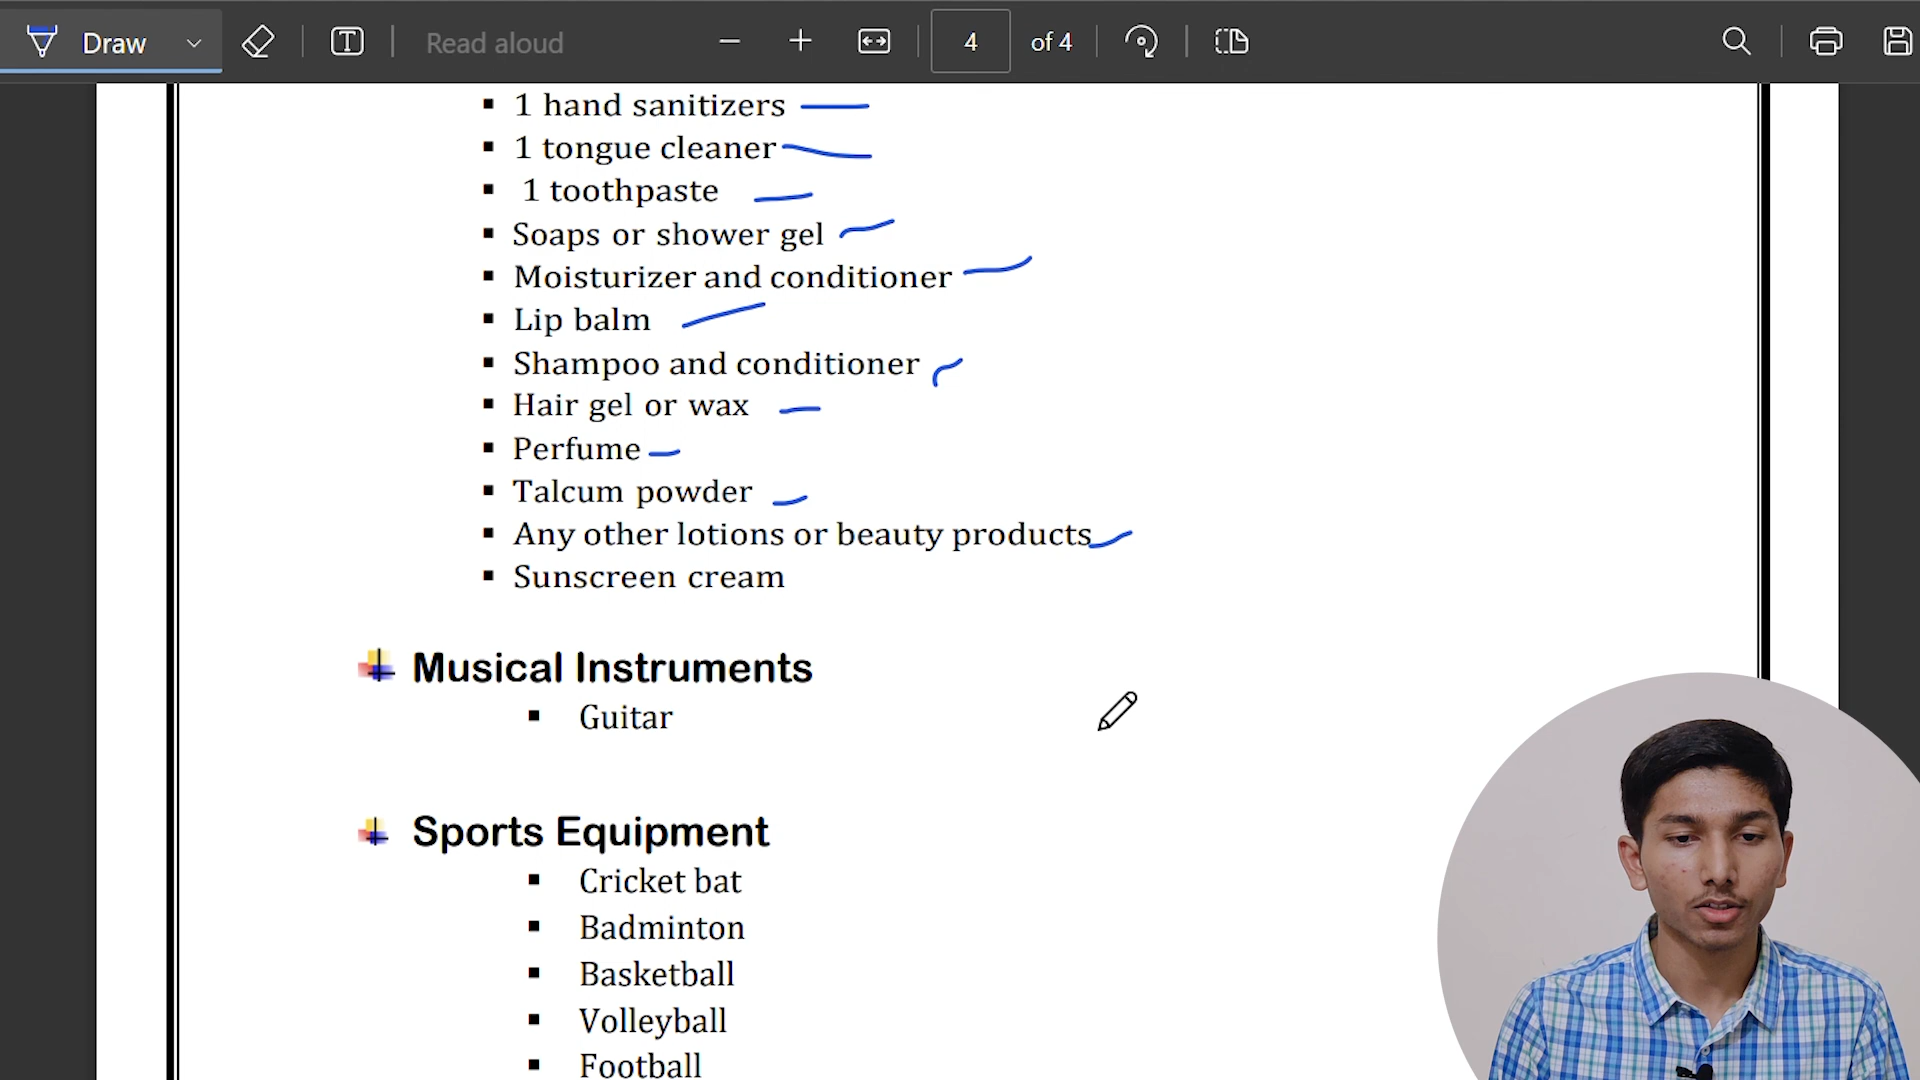 Draw
Read aloud
4 of 4
1 hand sanitizers
1 tongue cleaner
1 toothpaste
Soaps or shower gel
Moisturizer and conditioner
Lip balm
Shampoo and conditioner
Hair gel or wax
Perfume
Talcum powder
Any other lotions or beauty products
Sunscreen cream
Musical Instruments
Guitar
Sports Equipment
Cricket bat
Badminton
Basketball
Volleyball
Football